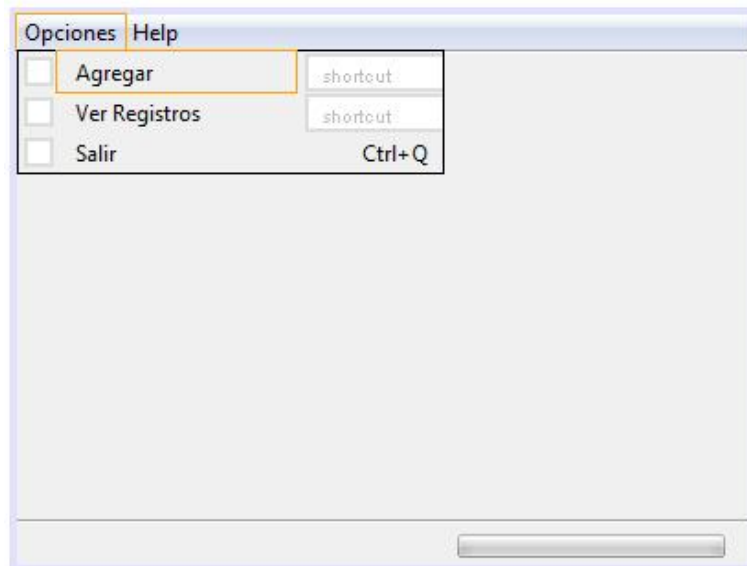 Opciones Help
Agregar shortcut
Ver Registros shortcut
Salir Ctrl+Q